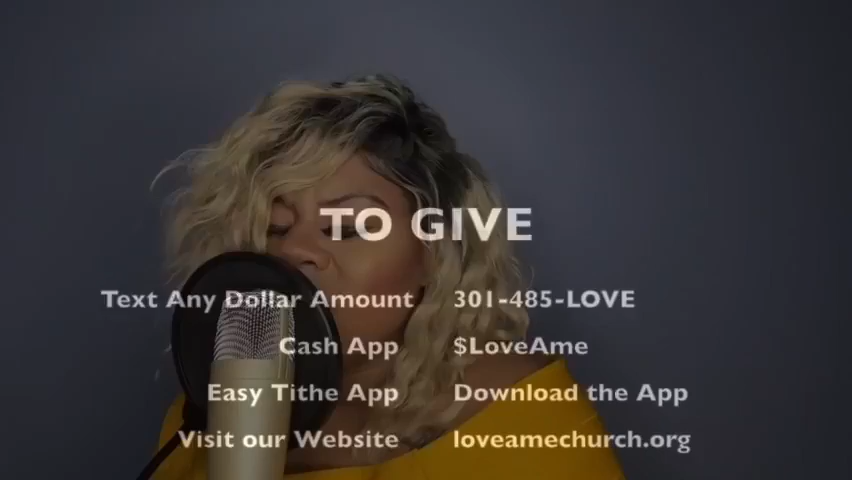 TO GIVE
Text Any Dollar Amount 301-485-LOVE
Cash App $LoveAme
Easy Tithe App Download the App
Visit our Website loveamechurch.org